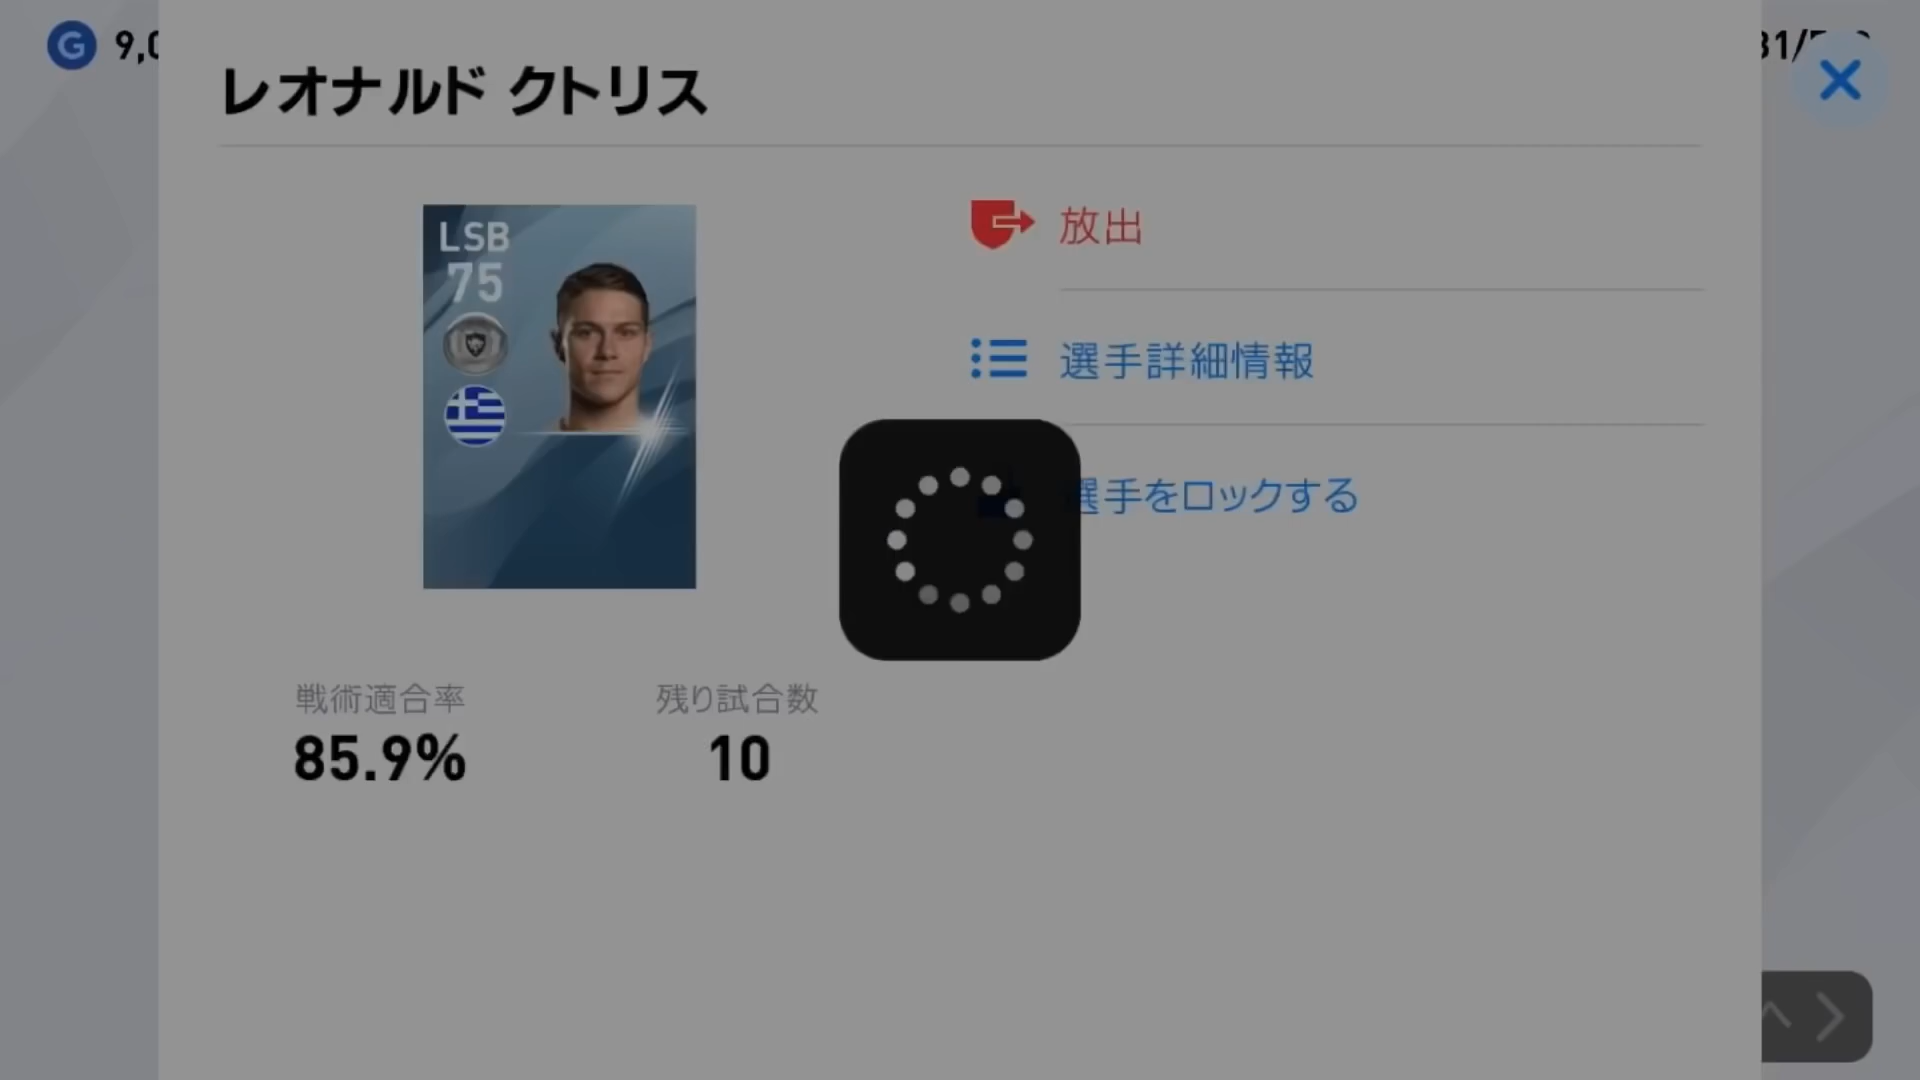 G
レオナルド クトリス
LSB
75
放出
選手詳細情報
選手をロックする
戦術適合率
残り試合数
85.9%
10